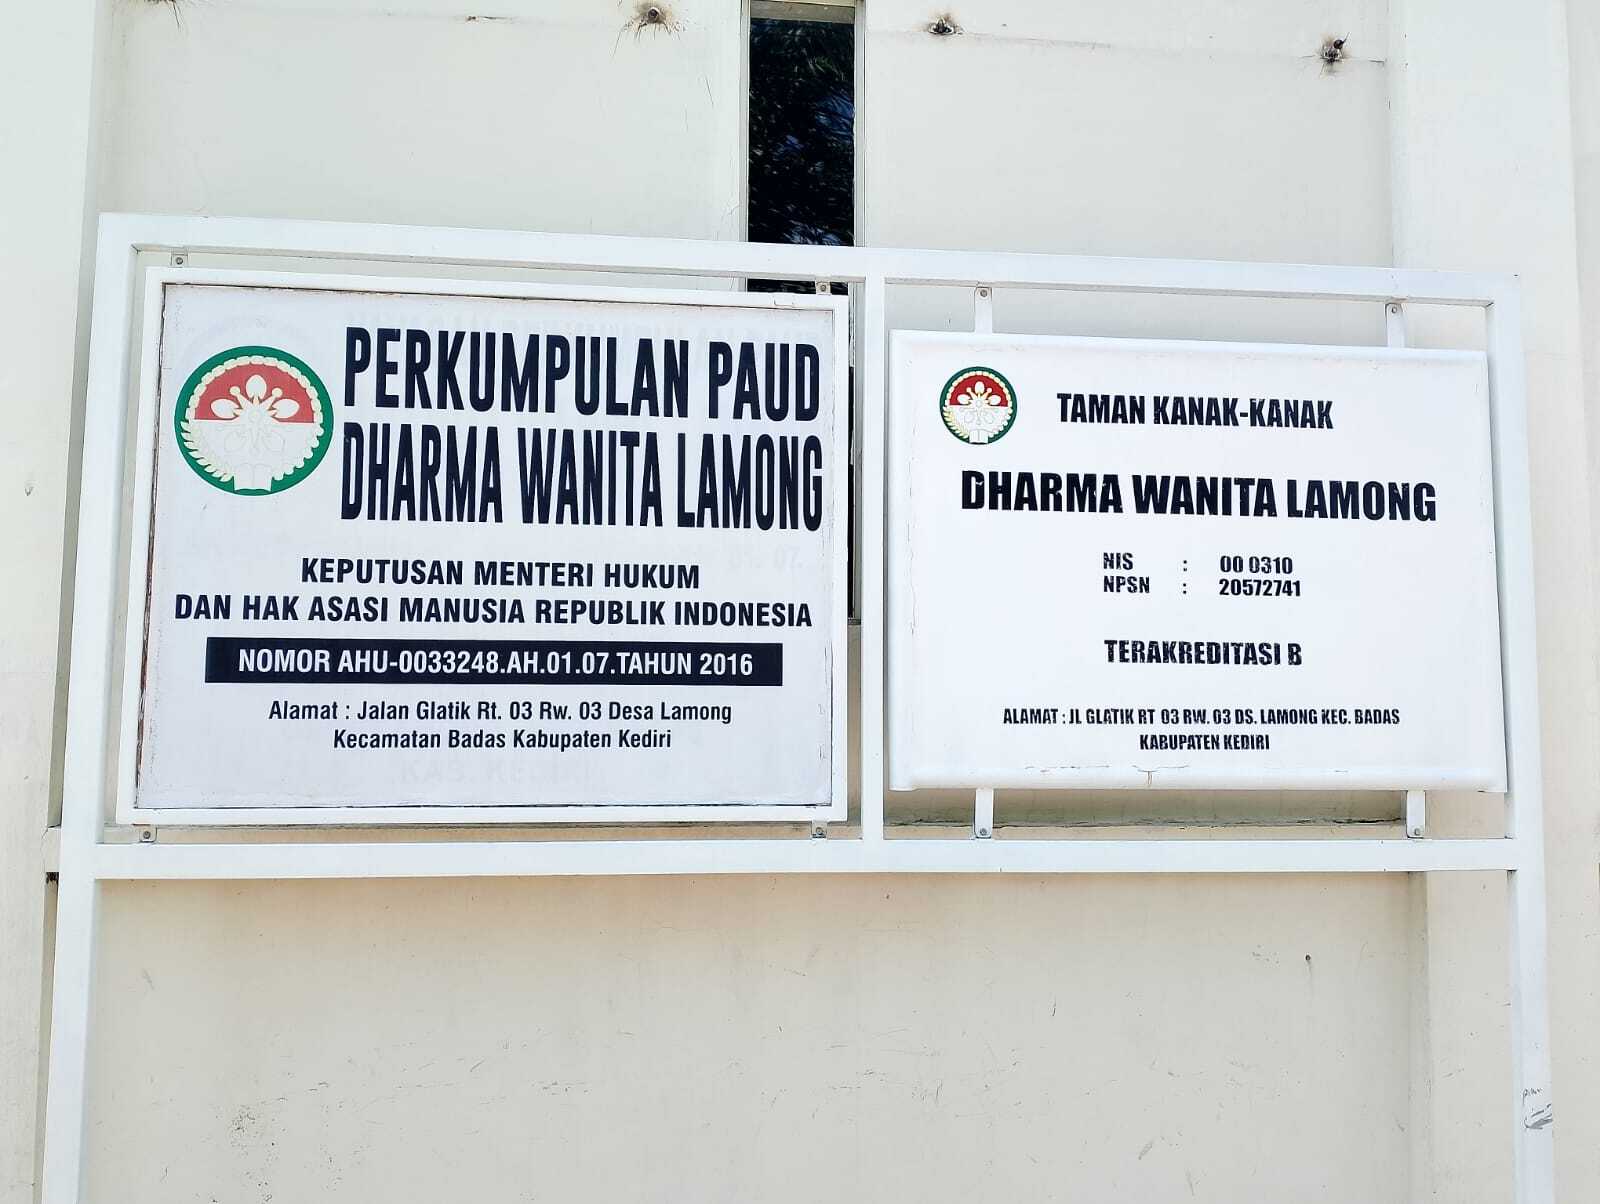 PERKUMPULAN PAUD
DHARMA WANITA LAMONG
KEPUTUSAN MENTERI HUKUM
DAN HAK ASASI MANUSIA REPUBLIK INDONESIA
NOMOR AHU-0033248.AH.01.07.TAHUN 2016
Alamat : Jalan Glatik Rt. 03 Rw. 03 Desa Lamong
Kecamatan Badas Kabupaten Kediri
TAMAN KANAK-KANAK
DHARMA WANITA LAMONG
NIS : 00 0310
NPSN : 20572741
TERAKREDITASI B
ALAMAT : JL GLATIK RT 03 RW. 03 DS. LAMONG KEC. BADAS
KABUPATEN KEDIRI